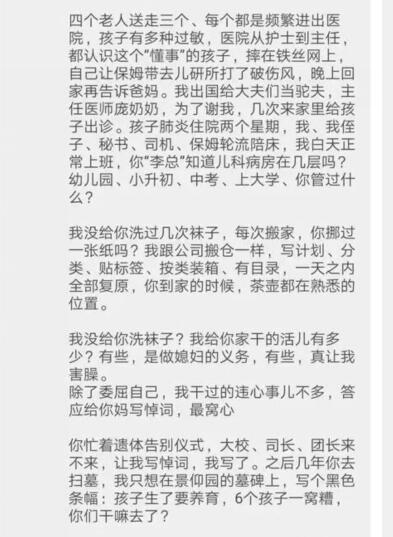 四个老人送走三个、每个都是频繁进出医
院，孩子有多种过敏，医院从护士到主任，
都认识这个“懂事”的孩子，摔在铁丝网上，
自己让保姆带去儿研所打了破伤风，晚上回
家再告诉爸妈。我出国给大夫们当驼夫，主
任医师庞奶奶，为了谢我，几次来家里给孩
子出诊。孩子肺炎住院两个星期，我、我侄
子、秘书、司机、保姆轮流陪床，我白天正
常上班，你“李总”知道儿科病房在几层吗？
幼儿园、小升初、中考、上大学、你管过什
么？
我没给你洗过几次袜子，每次搬家，你挪过
一张纸吗？我跟公司搬仓一样，写计划、分
类、贴标签、按类装箱、有目录，一天之内
全部复原，你到家的时候，茶壶都在熟悉的
位置。
我没给你洗袜子？我给你家干的活儿有多
少？有些，是做媳妇的义务，有些，真让我
害臊。
除了委屈自己，我干过的违心事儿不多，答
应给你妈写悼词，最窝心
你忙着遗体告别仪式，大校、司长、团长来
不来，让我写悼词，我写了。之后几年你去
扫墓，我只想在景仰园的墓碑上，写个黑色
条幅：孩子生了要养育，6个孩子一窝糟，
你们干嘛去了？